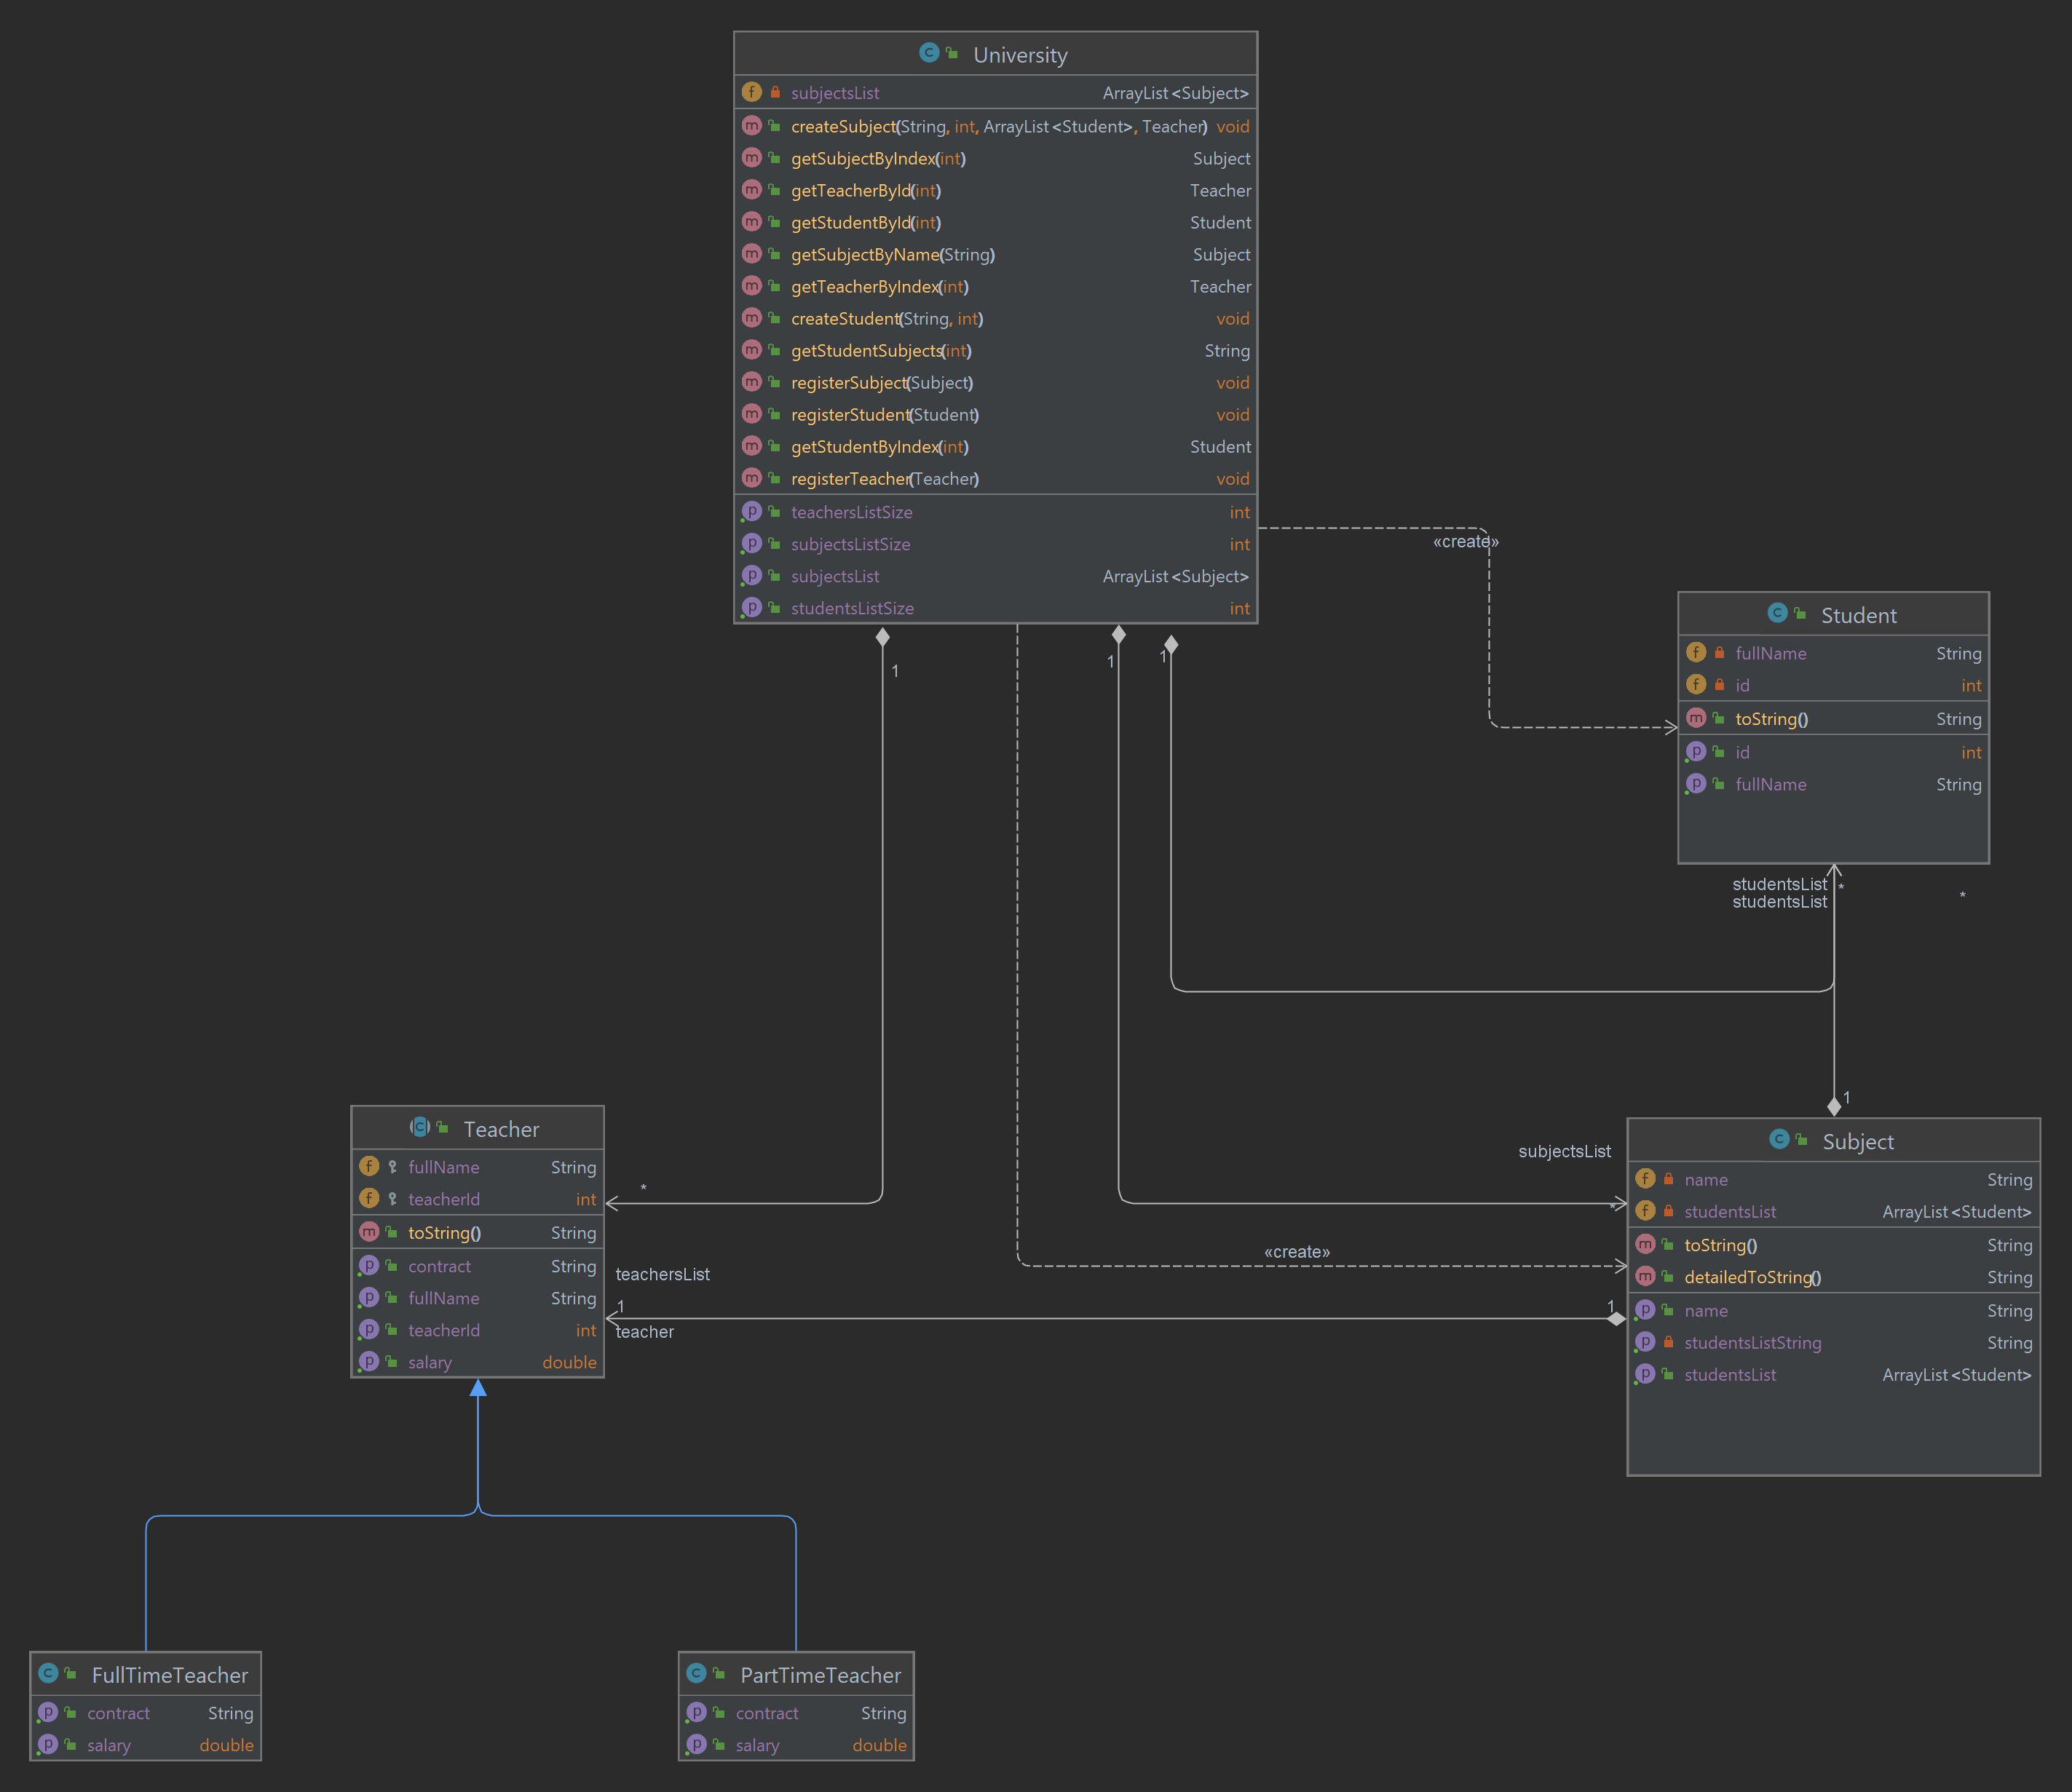 University
subjectsList ArrayList<Subject>
createSubject(String, int, ArrayList<Student>, Teacher) void
getSubjectByIndex(int) Subject
getTeacherById(int) Teacher
getStudentById(int) Student
getSubjectByName(String) Subject
getTeacherByIndex(int) Teacher
createStudent(String, int) void
getStudentSubjects(int) String
registerSubject(Subject) void
registerStudent(Student) void
getStudentByIndex(int) Student
registerTeacher(Teacher) void
teachersListSize int
subjectsListSize int
subjectsList ArrayList<Subject>
studentsListSize int
«create»
1
1
1
Student
fullName String
id int
toString() String
id int
fullName String
studentsList * *
studentsList
1
Teacher
fullName String
teacherId int
toString() String
contract String
fullName String
teacherId int
salary double
*
teachersList
1
teacher
subjectsList
*
«create»
1
Subject
name String
studentsList ArrayList<Student>
toString() String
detailedToString() String
name String
studentsListString String
studentsList ArrayList<Student>
FullTimeTeacher
contract String
salary double
PartTimeTeacher
contract String
salary double